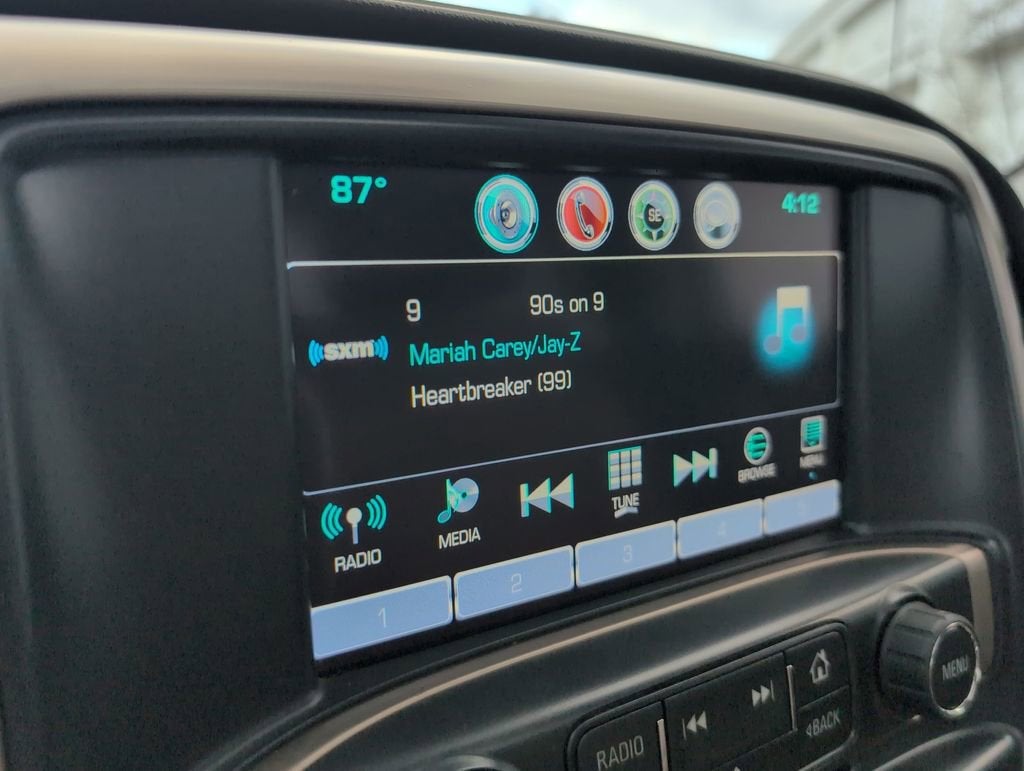 87°
SE
4:12
9 90s on 9
sxm
Mariah Carey/Jay-Z
Heartbreaker (99)
RADIO
MEDIA
TUNE
BROWSE
MENU
1
2
3
4
MENU
BACK
RADIO